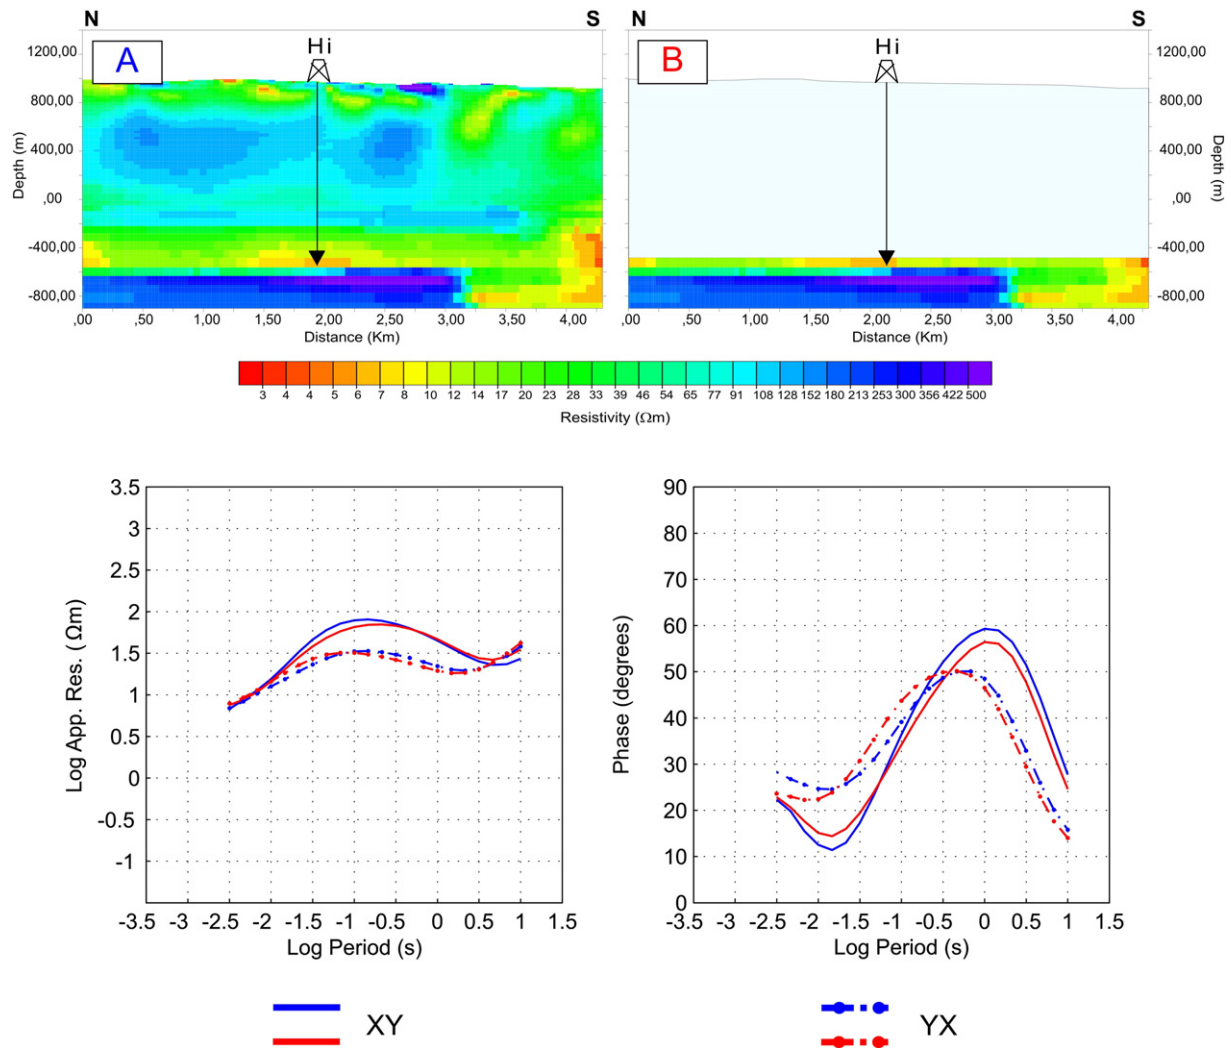 N S N S
A Hi B Hi
1200,00 1200,00
800,00 800,00
400,00 400,00
,00 ,00
-400,00 -400,00
-800,00 -800,00
Depth (m) Depth (m)
,00 ,50 1,00 1,50 2,00 2,50 3,00 3,50 4,00 ,00 ,50 1,00 1,50 2,00 2,50 3,00 3,50 4,00
Distance (Km) Distance (Km)
3 4 4 5 6 7 8 10 12 14 17 20 23 28 33 39 46 54 65 77 91 108 128 152 180 213 253 300 356 422 500
Resistivity (Ωm)
3.5 90
3 80
2.5 70
2 60
1.5 50
1 40
0.5 30
0 20
-0.5 10
-1 0
Log App. Res. (Ωm) Phase (degrees)
-3.5 -3 -2.5 -2 -1.5 -1 -0.5 0 0.5 1 1.5 -3.5 -3 -2.5 -2 -1.5 -1 -0.5 0 0.5 1 1.5
Log Period (s) Log Period (s)
XY YX